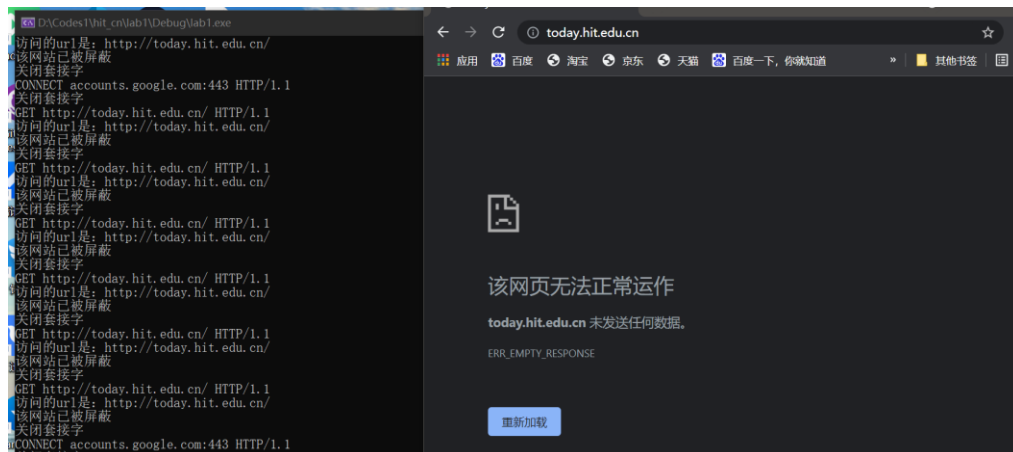 D:\Codes1\hit_cn\lab1\Debug\lab1.exe
访问的url是：http://today.hit.edu.cn/
该网站已被屏蔽
关闭套接字
CONNECT accounts.google.com:443 HTTP/1.1
关闭套接字
GET http://today.hit.edu.cn/ HTTP/1.1
访问的url是：http://today.hit.edu.cn/
该网站已被屏蔽
关闭套接字
GET http://today.hit.edu.cn/ HTTP/1.1
访问的url是：http://today.hit.edu.cn/
该网站已被屏蔽
关闭套接字
GET http://today.hit.edu.cn/ HTTP/1.1
访问的url是：http://today.hit.edu.cn/
该网站已被屏蔽
关闭套接字
GET http://today.hit.edu.cn/ HTTP/1.1
访问的url是：http://today.hit.edu.cn/
该网站已被屏蔽
关闭套接字
GET http://today.hit.edu.cn/ HTTP/1.1
访问的url是：http://today.hit.edu.cn/
该网站已被屏蔽
关闭套接字
GET http://today.hit.edu.cn/ HTTP/1.1
访问的url是：http://today.hit.edu.cn/
该网站已被屏蔽
关闭套接字
CONNECT accounts.google.com:443 HTTP/1.1
today.hit.edu.cn
应用 百度 淘宝 京东 天猫 百度一下，你就知道 » 其他书签
该网页无法正常运作
today.hit.edu.cn 未发送任何数据。
ERR_EMPTY_RESPONSE
重新加载